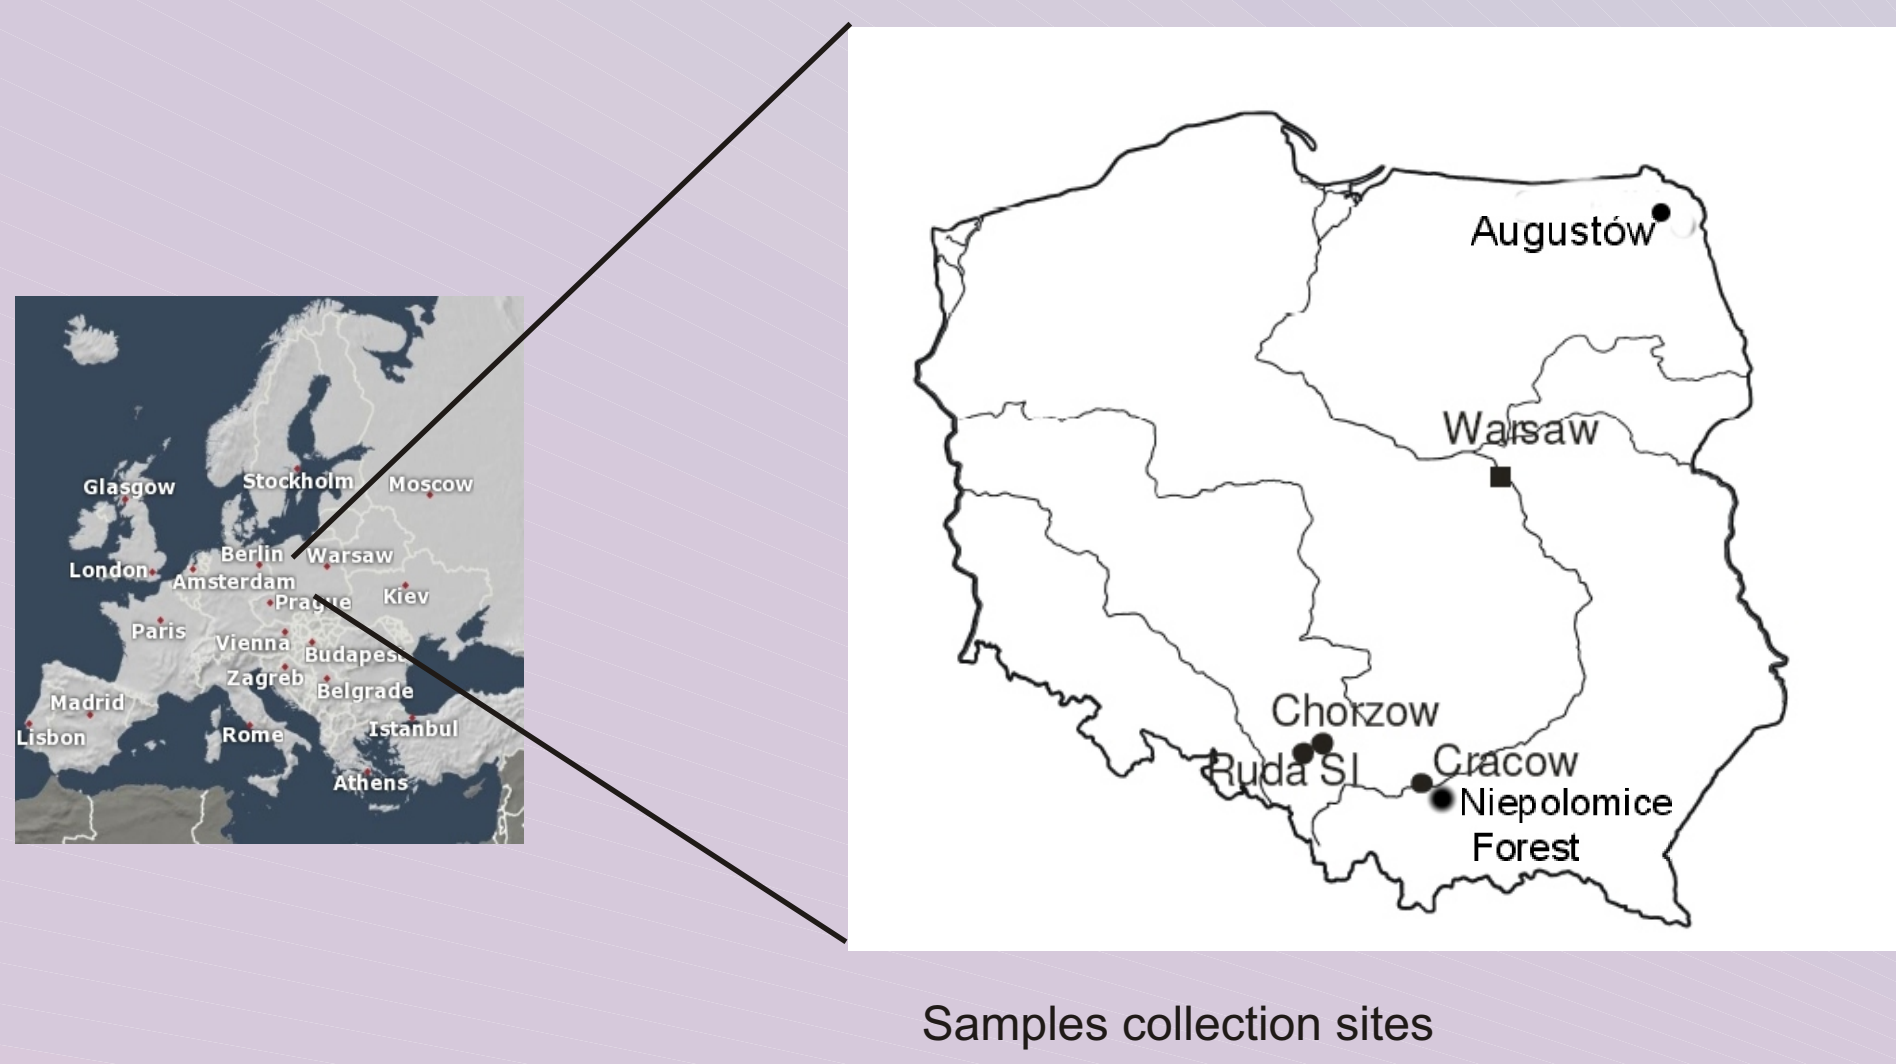 Glasgow
Stockholm
Moscow
Berlin
Warsaw
London
Amsterdam
Prague
Kiev
Paris
Vienna
Budapest
Zagreb
Belgrade
Madrid
Lisbon
Rome
Istanbul
Athens
Augustów
Warsaw
Chorzow
Ruda Sl
Cracow
Niepolomice
Forest
Samples collection sites